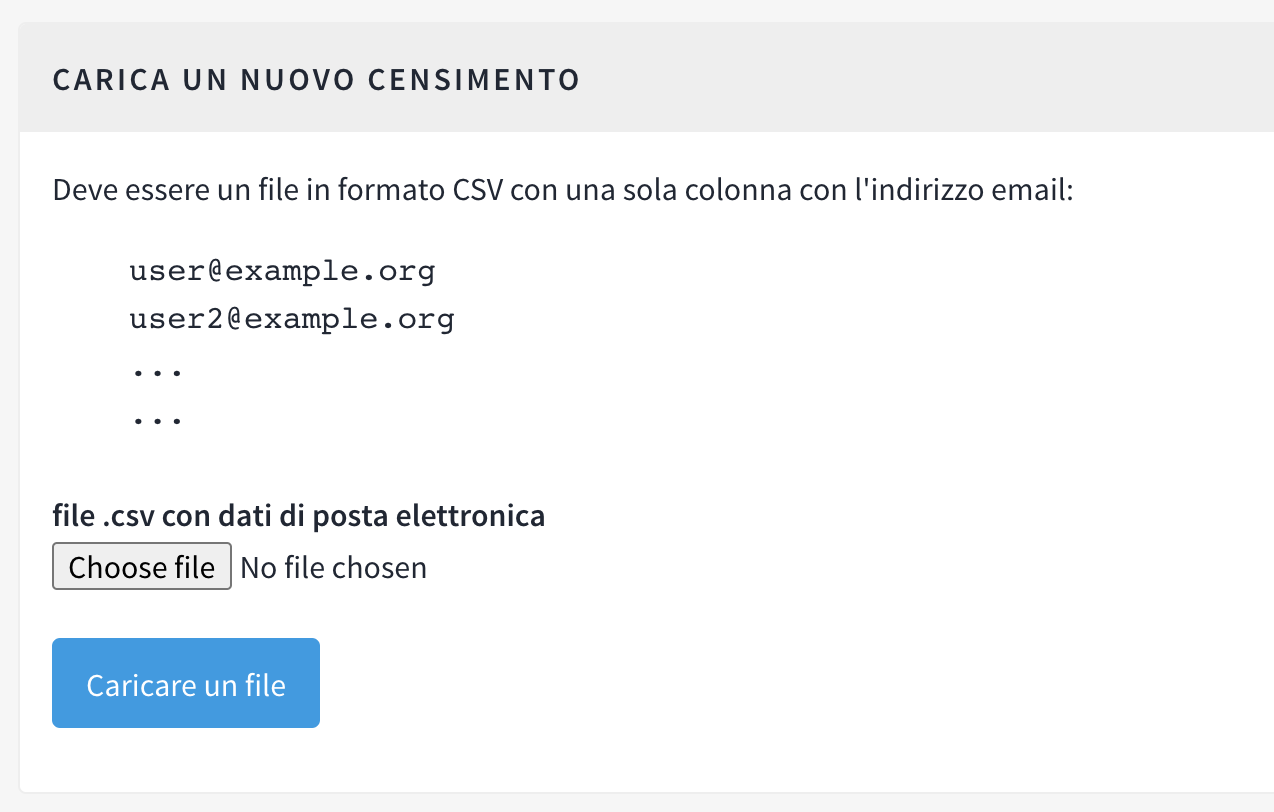 CARICA UN NUOVO CENSIMENTO
Deve essere un file in formato CSV con una sola colonna con l'indirizzo email:
user@example.org
user2@example.org
...
...
file .csv con dati di posta elettronica
Choose file No file chosen
Caricare un file